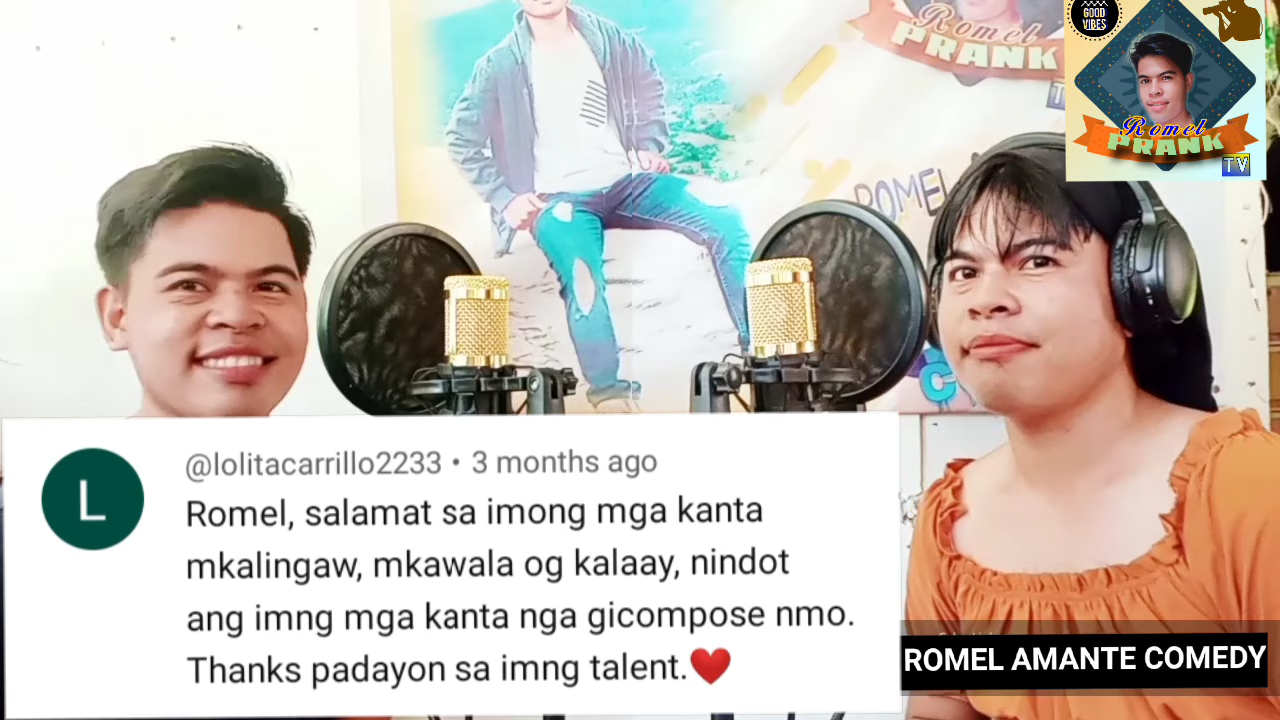 GOOD
VIBES
Romel
PRANK
T
Romel
PRANK
TV
ROMEL
C
@lolitacarrillo2233 • 3 months ago
L
Romel, salamat sa imong mga kanta
mkalingaw, mkawala og kalaay, nindot
ang imng mga kanta nga gicompose nmo.
Thanks padayon sa imng talent.❤️
ROMEL AMANTE COMEDY